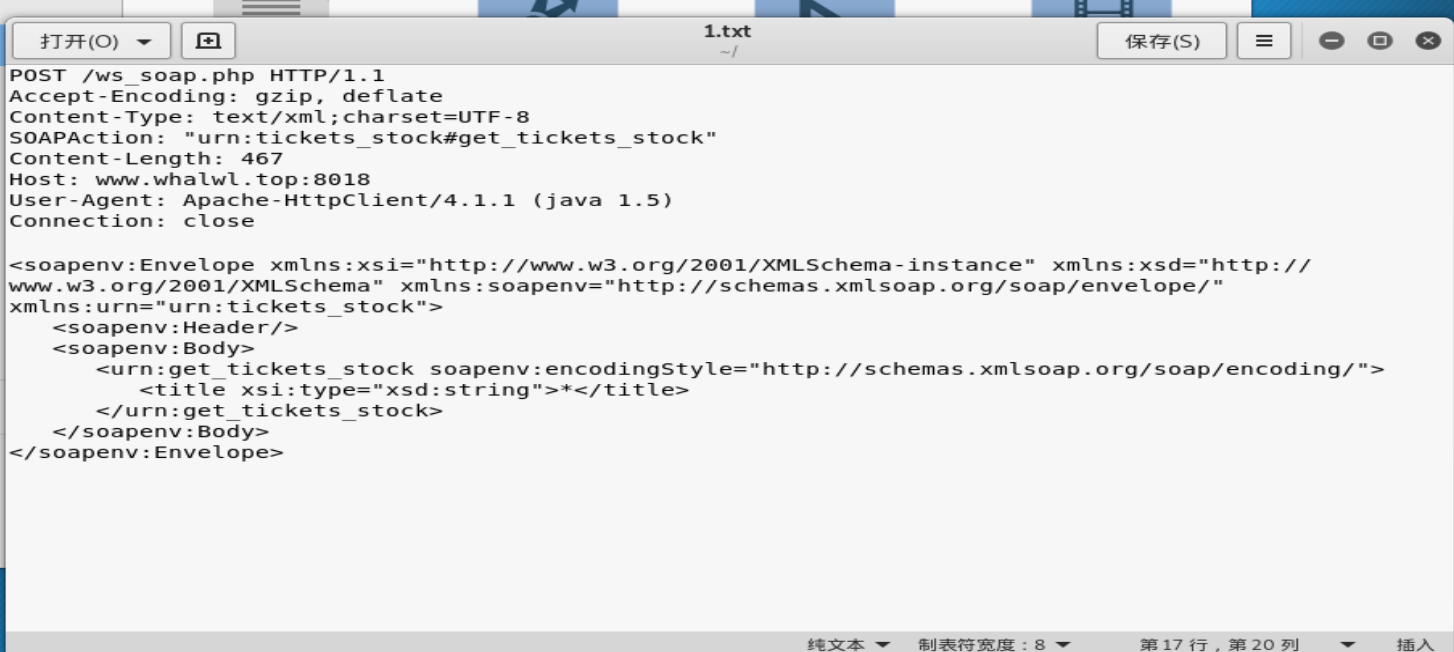 打开(O)
1.txt
~/
保存(S)
POST /ws_soap.php HTTP/1.1
Accept-Encoding: gzip, deflate
Content-Type: text/xml;charset=UTF-8
SOAPAction: "urn:tickets_stock#get_tickets_stock"
Content-Length: 467
Host: www.whalwl.top:8018
User-Agent: Apache-HttpClient/4.1.1 (java 1.5)
Connection: close

<soapenv:Envelope xmlns:xsi="http://www.w3.org/2001/XMLSchema-instance" xmlns:xsd="http://
www.w3.org/2001/XMLSchema" xmlns:soapenv="http://schemas.xmlsoap.org/soap/envelope/"
xmlns:urn="urn:tickets_stock">
   <soapenv:Header/>
   <soapenv:Body>
      <urn:get_tickets_stock soapenv:encodingStyle="http://schemas.xmlsoap.org/soap/encoding/">
         <title xsi:type="xsd:string">*</title>
      </urn:get_tickets_stock>
   </soapenv:Body>
</soapenv:Envelope>
纯文本 制表符宽度：8 第 17 行，第 20 列 插入